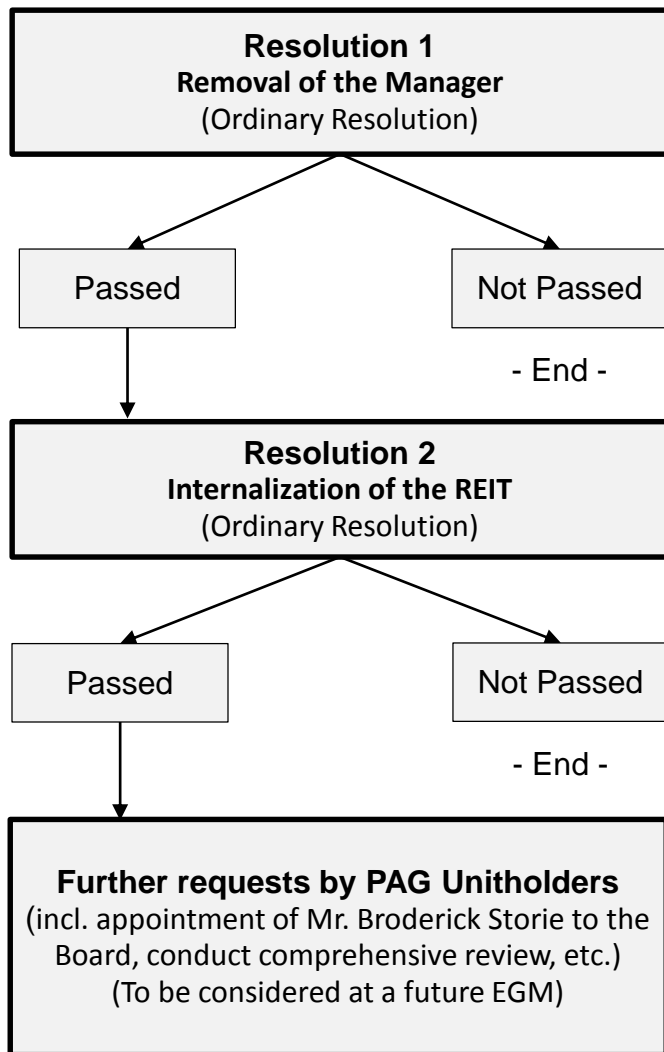 Resolution 1
Removal of the Manager
(Ordinary Resolution)
Passed
Not Passed
- End -
Resolution 2
Internalization of the REIT
(Ordinary Resolution)
Passed
Not Passed
- End -
Further requests by PAG Unitholders
(incl. appointment of Mr. Broderick Storie to the
Board, conduct comprehensive review, etc.)
(To be considered at a future EGM)